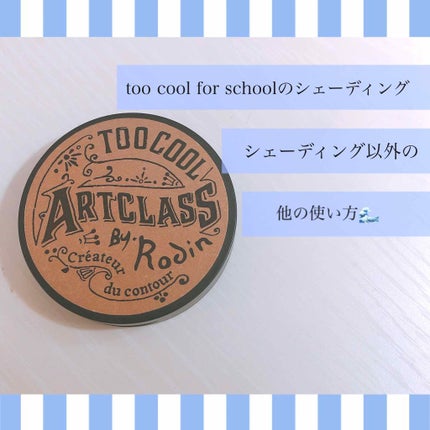 too cool for schoolのシェーディング
シェーディング以外の
他の使い方🌊
TOO COOL
ARTCLASS
BY. Rodin
Créateur
du contour